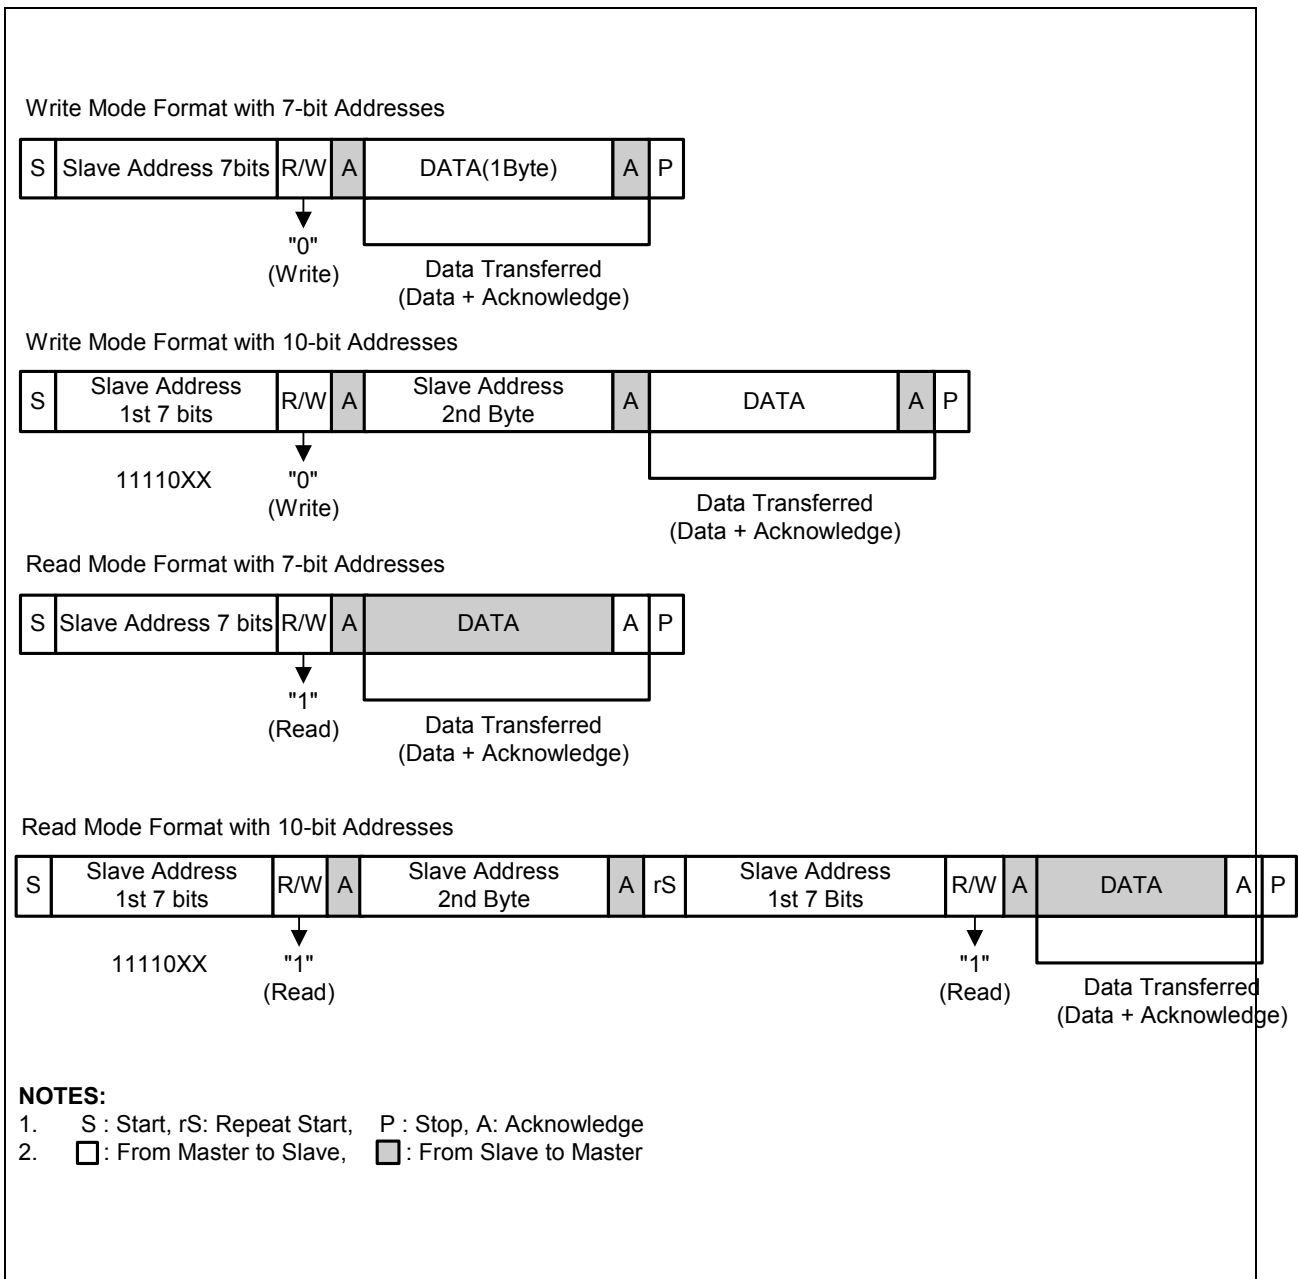 Write Mode Format with 7-bit Addresses
S Slave Address 7bits R/W A DATA(1Byte) A P
"0"
(Write)
Data Transferred
(Data + Acknowledge)
Write Mode Format with 10-bit Addresses
S Slave Address 1st 7 bits R/W A Slave Address 2nd Byte A DATA A P
11110XX "0"
(Write)
Data Transferred
(Data + Acknowledge)
Read Mode Format with 7-bit Addresses
S Slave Address 7 bits R/W A DATA A P
"1"
(Read)
Data Transferred
(Data + Acknowledge)
Read Mode Format with 10-bit Addresses
S Slave Address 1st 7 bits R/W A Slave Address 2nd Byte A rS Slave Address 1st 7 Bits R/W A DATA A P
11110XX "1" "1"
(Read) (Read)
Data Transferred
(Data + Acknowledge)
NOTES:
1. S : Start, rS: Repeat Start, P : Stop, A: Acknowledge
2. : From Master to Slave, : From Slave to Master